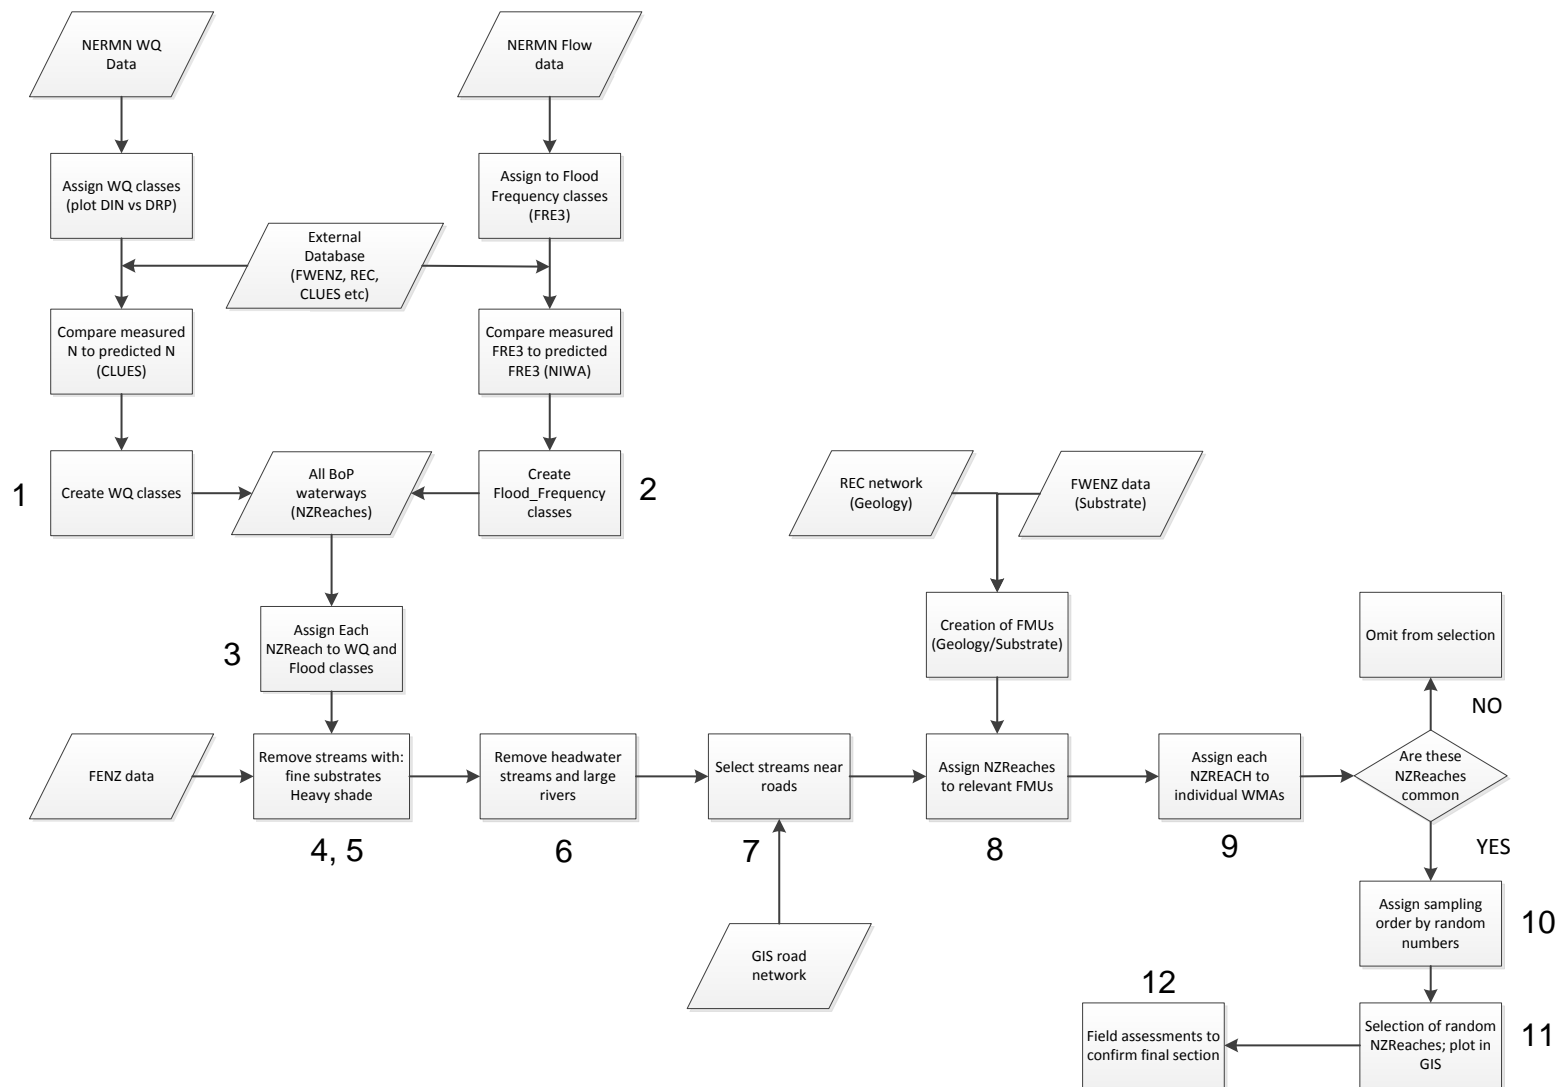 NERMN WQ
Data
NERMN Flow
data
Assign WQ classes
(plot DIN vs DRP)
Assign to Flood
Frequency classes
(FRE3)
External
Database
(FWENZ, REC,
CLUES etc)
Compare measured
N to predicted N
(CLUES)
Compare measured
FRE3 to predicted
FRE3 (NIWA)
1
Create WQ classes
All BoP
waterways
(NZReaches)
Create
Flood_Frequency
classes
2
REC network
(Geology)
FWENZ data
(Substrate)
3
Assign Each
NZReach to WQ and
Flood classes
Creation of FMUs
(Geology/Substrate)
Omit from selection
NO
FENZ data
Remove streams with:
fine substrates
Heavy shade
Remove headwater
streams and large
rivers
Select streams near
roads
Assign NZReaches
to relevant FMUs
Assign each
NZREACH to
individual WMAs
Are these
NZReaches
common
4, 5
6
7
8
9
YES
GIS road
network
Assign sampling
order by random
numbers
10
12
Field assessments to
confirm final section
Selection of random
NZReaches; plot in
GIS
11